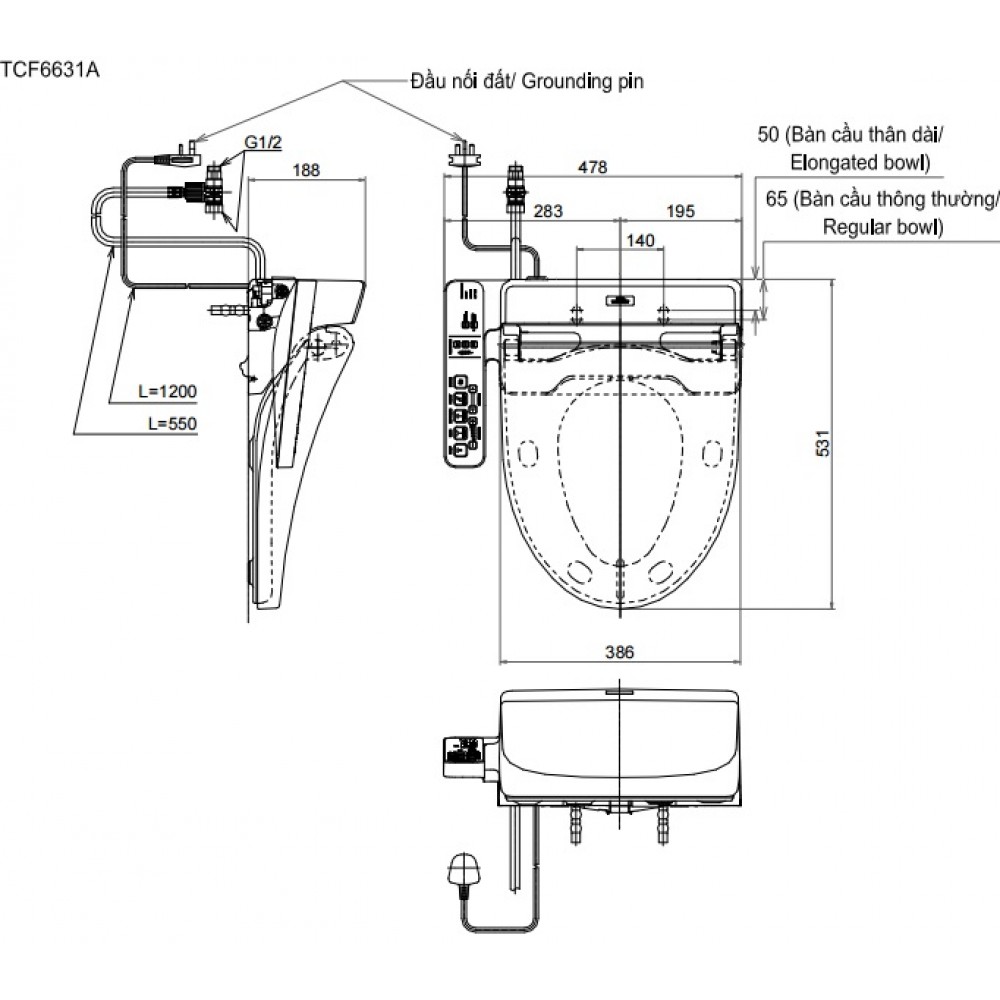 TCF6631A
Đầu nối đất/ Grounding pin
G1/2
188
478
50 (Bàn cầu thân dài/
Elongated bowl)
65 (Bàn cầu thông thường/
Regular bowl)
283
195
140
L=1200
L=550
531
386